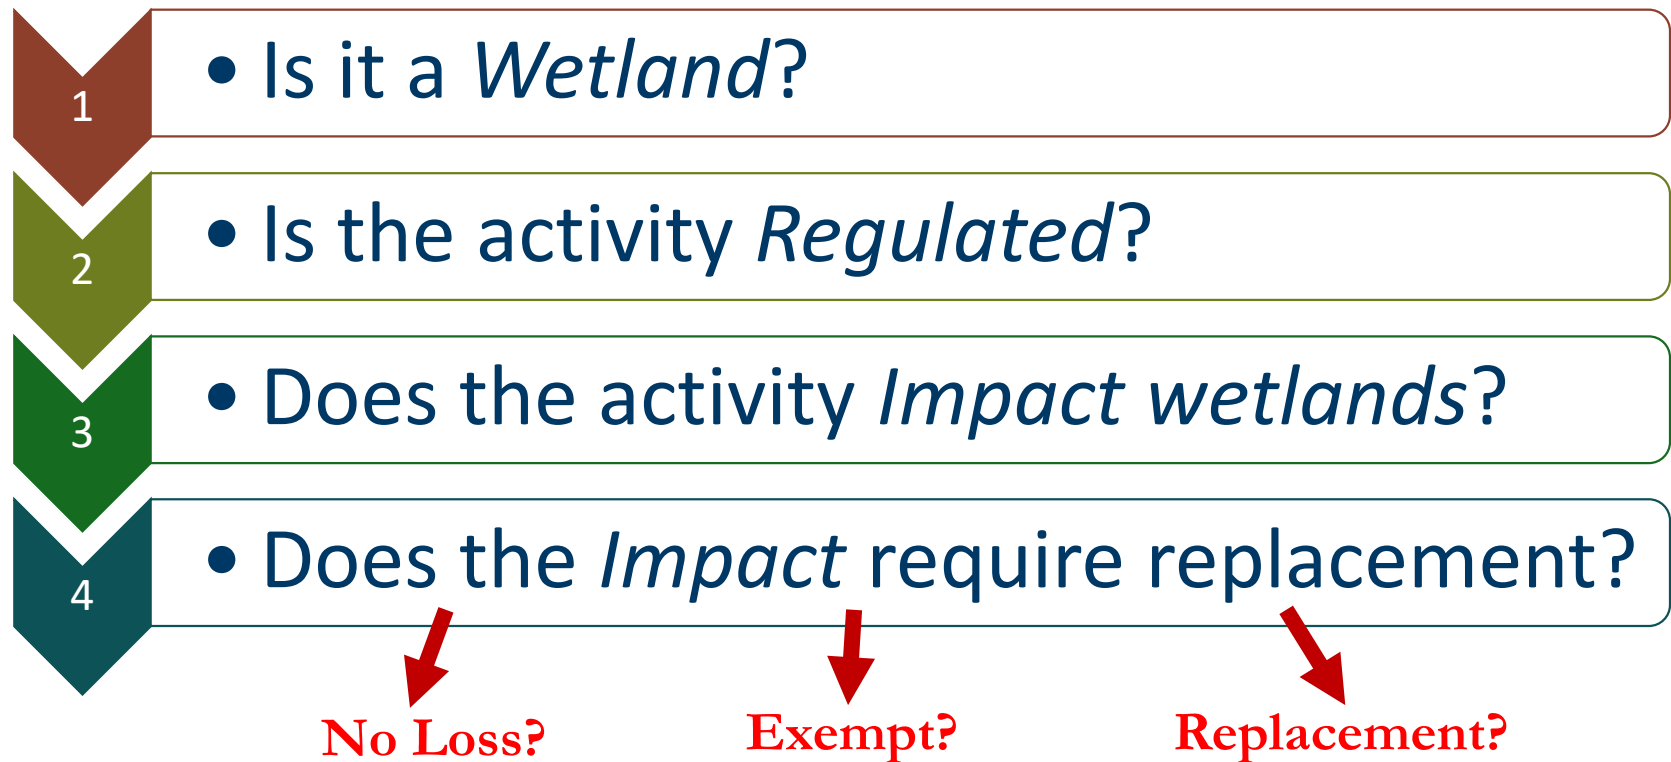 1
• Is it a Wetland?
2
• Is the activity Regulated?
3
• Does the activity Impact wetlands?
4
• Does the Impact require replacement?
No Loss? Exempt? Replacement?